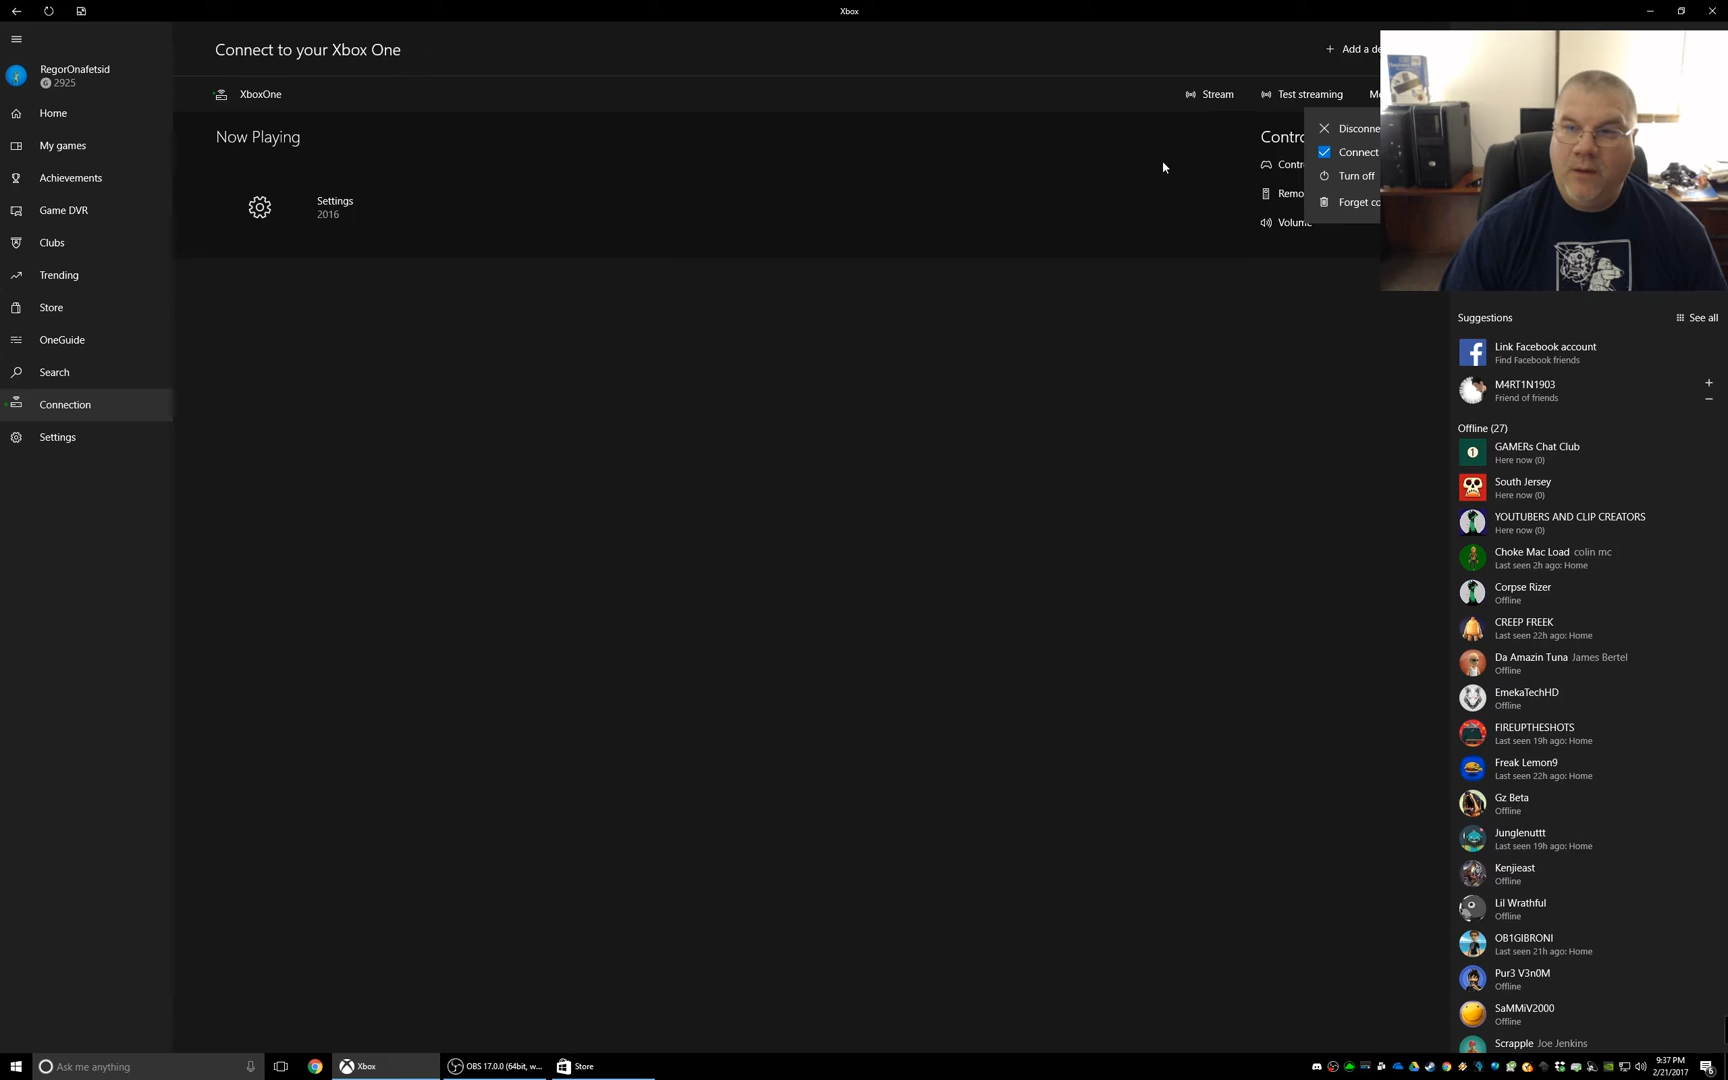 Xbox
Connect to your Xbox One
Add a de
RegorOnafetsid
G 2925
Home
My games
Achievements
Game DVR
Clubs
Trending
Store
OneGuide
Search
Connection
Settings
XboxOne
Stream
Test streaming
Mo
Now Playing
Settings
2016
Contro
Contr
Remo
Volume
Disconne
Connect
Turn off
Forget co
Suggestions
See all
Link Facebook account
Find Facebook friends
M4RT1N1903
Friend of friends
Offline (27)
GAMERs Chat Club
Here now (0)
South Jersey
Here now (0)
YOUTUBERS AND CLIP CREATORS
Here now (0)
Choke Mac Load colin mc
Last seen 2h ago: Home
Corpse Rizer
Offline
CREEP FREEK
Last seen 22h ago: Home
Da Amazin Tuna James Bertel
Offline
EmekaTechHD
Offline
FIREUPTHESHOTS
Last seen 19h ago: Home
Freak Lemon9
Last seen 22h ago: Home
Gz Beta
Offline
Junglenuttt
Last seen 19h ago: Home
Kenjieast
Offline
Lil Wrathful
Offline
OB1GIBRONI
Last seen 21h ago: Home
Pur3 V3n0M
Offline
SaMMiV2000
Offline
Scrapple Joe Jenkins
Ask me anything
Xbox
OBS 17.0.0 (64bit, w...
Store
9:37 PM
2/21/2017